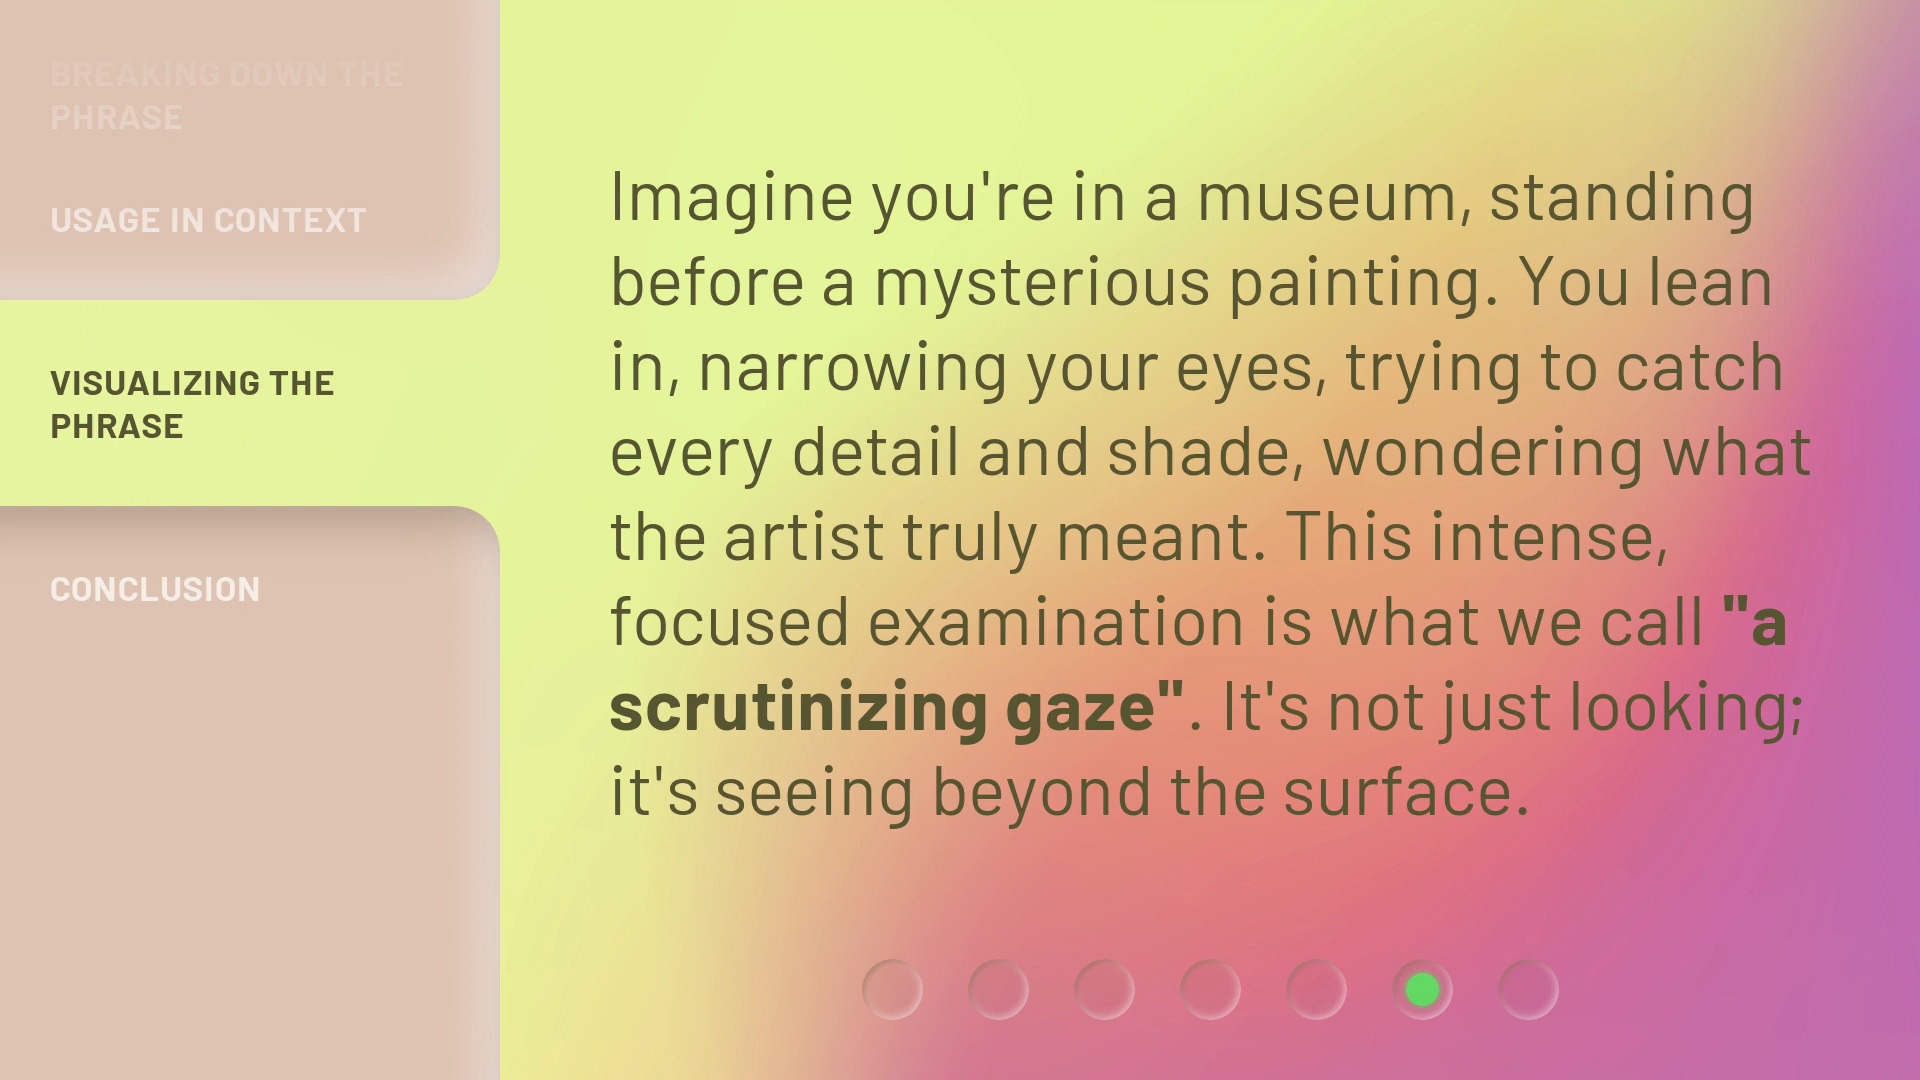 BREAKING DOWN THE
PHRASE
USAGE IN CONTEXT
VISUALIZING THE
PHRASE
CONCLUSION
Imagine you're in a museum, standing
before a mysterious painting. You lean
in, narrowing your eyes, trying to catch
every detail and shade, wondering what
the artist truly meant. This intense,
focused examination is what we call "a
scrutinizing gaze". It's not just looking;
it's seeing beyond the surface.